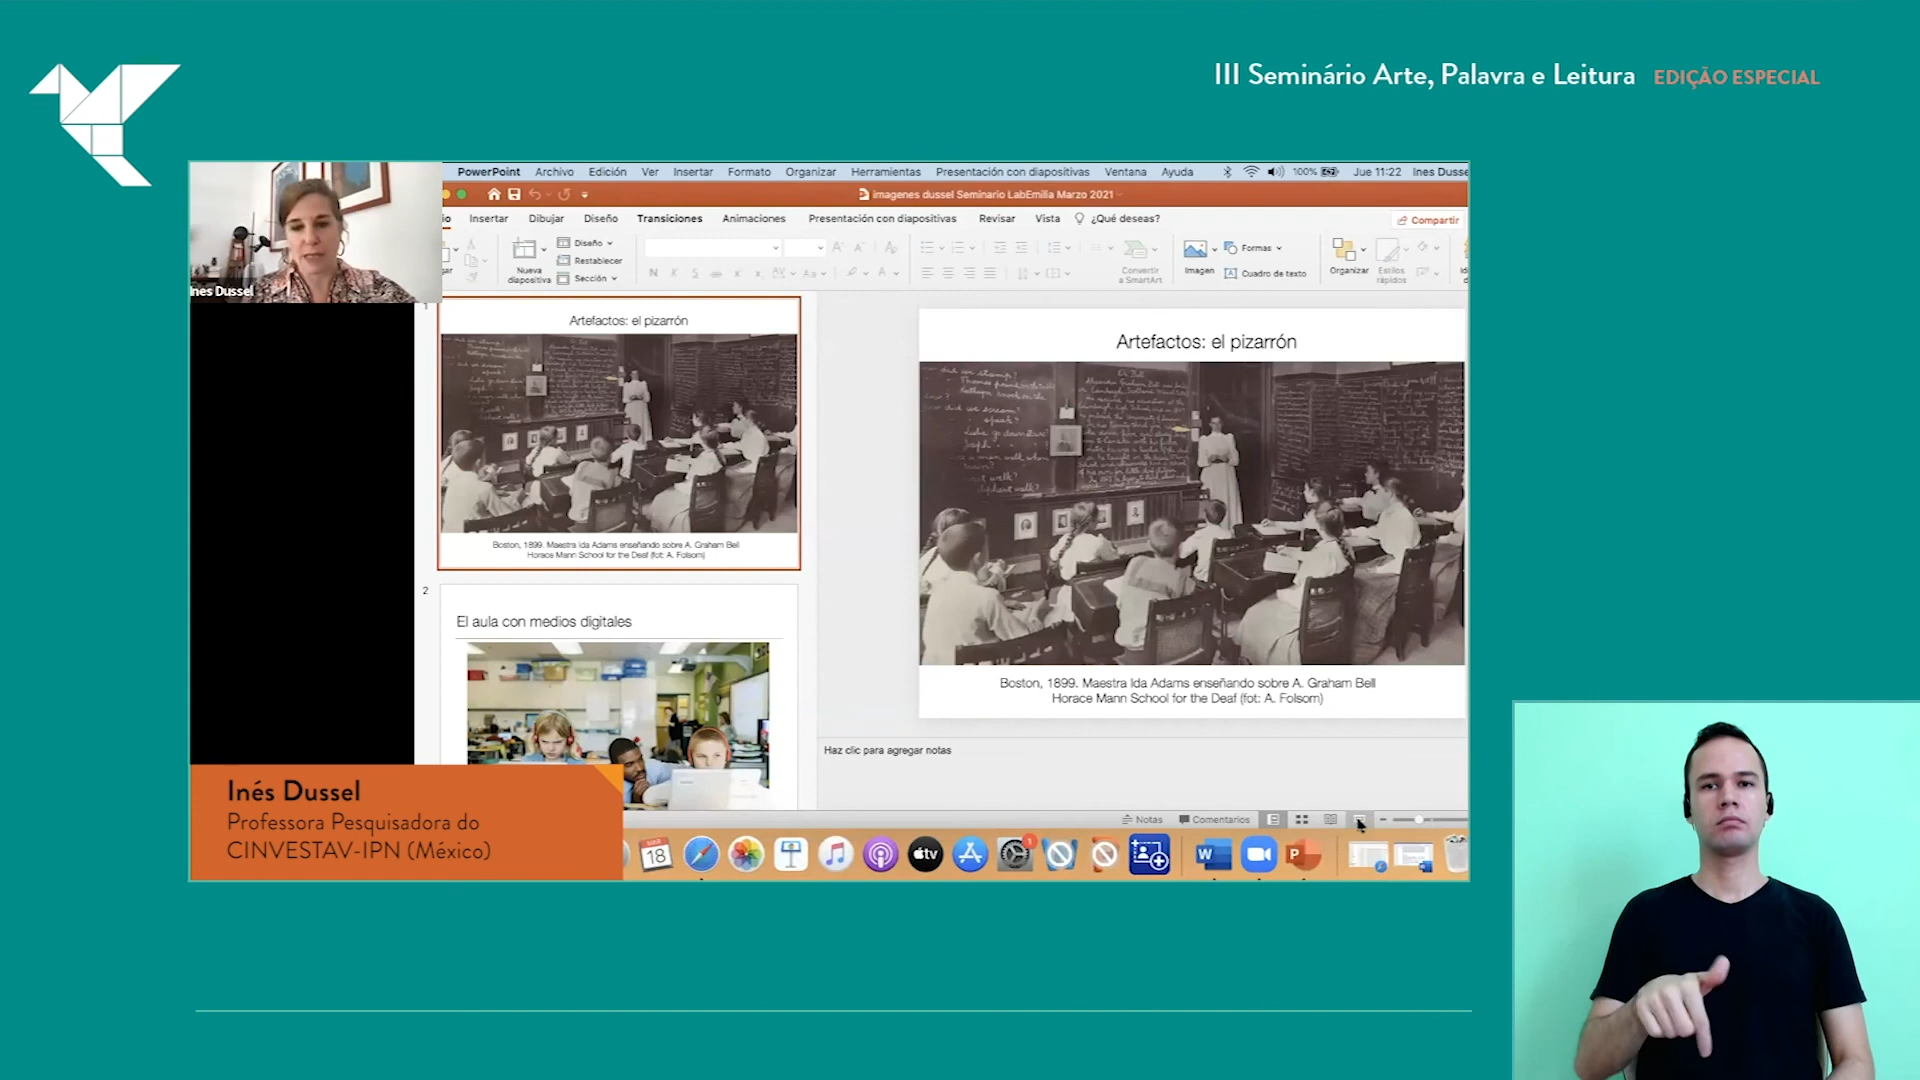 III Seminário Arte, Palavra e Leitura EDIÇÃO ESPECIAL
PowerPoint Archivo Edición Ver Insertar Formato Organizar Herramientas Presentación con diapositivas Ventana Ayuda 100% Jue 11:22 Ines Dusse
imagenes dussel Seminario LabEmilia Marzo 2021
io Insertar Dibujar Diseño Transiciones Animaciones Presentación con diapositivas Revisar Vista ¿Qué deseas? Compartir
Nueva diapositiva
Diseño
Restablecer
Sección
N K S
Convertir a SmartArt
Imagen
Formas
Cuadro de texto
Organizar
Estilos rápidos
Ines Dussel
1
Artefactos: el pizarrón
Boston, 1899. Maestra Ida Adams enseñando sobre A. Graham Bell
Horace Mann School for the Deaf (fot: A. Folsom)
2
El aula con medios digitales
Artefactos: el pizarrón
Boston, 1899. Maestra Ida Adams enseñando sobre A. Graham Bell
Horace Mann School for the Deaf (fot: A. Folsom)
Haz clic para agregar notas
Notas Comentarios
Inés Dussel
Professora Pesquisadora do
CINVESTAV-IPN (México)
18
tv
1
W
P